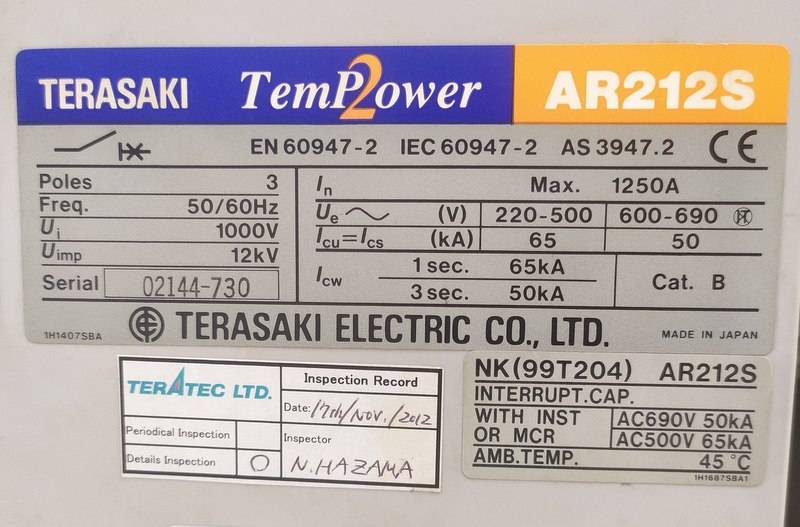 TERASAKI TemPower2 AR212S
EN 60947-2 IEC 60947-2 AS 3947.2 CE
Poles 3
Freq. 50/60Hz
Ui 1000V
Uimp 12kV
Serial 02144-730
In Max. 1250A
Ue (V) 220-500 600-690
Icu=Ics (kA) 65 50
Icw 1 sec. 65kA
3 sec. 50kA
Cat. B
1H1407SBA TERASAKI ELECTRIC CO., LTD. MADE IN JAPAN
TERATEC LTD. Inspection Record
Date: 17th/Nov./2012
Periodical Inspection
Inspector
Details Inspection O N.HAZAMA
NK(99T204) AR212S
INTERRUPT.CAP.
WITH INST AC690V 50kA
OR MCR AC500V 65kA
AMB.TEMP. 45°C
1H1687SBA1